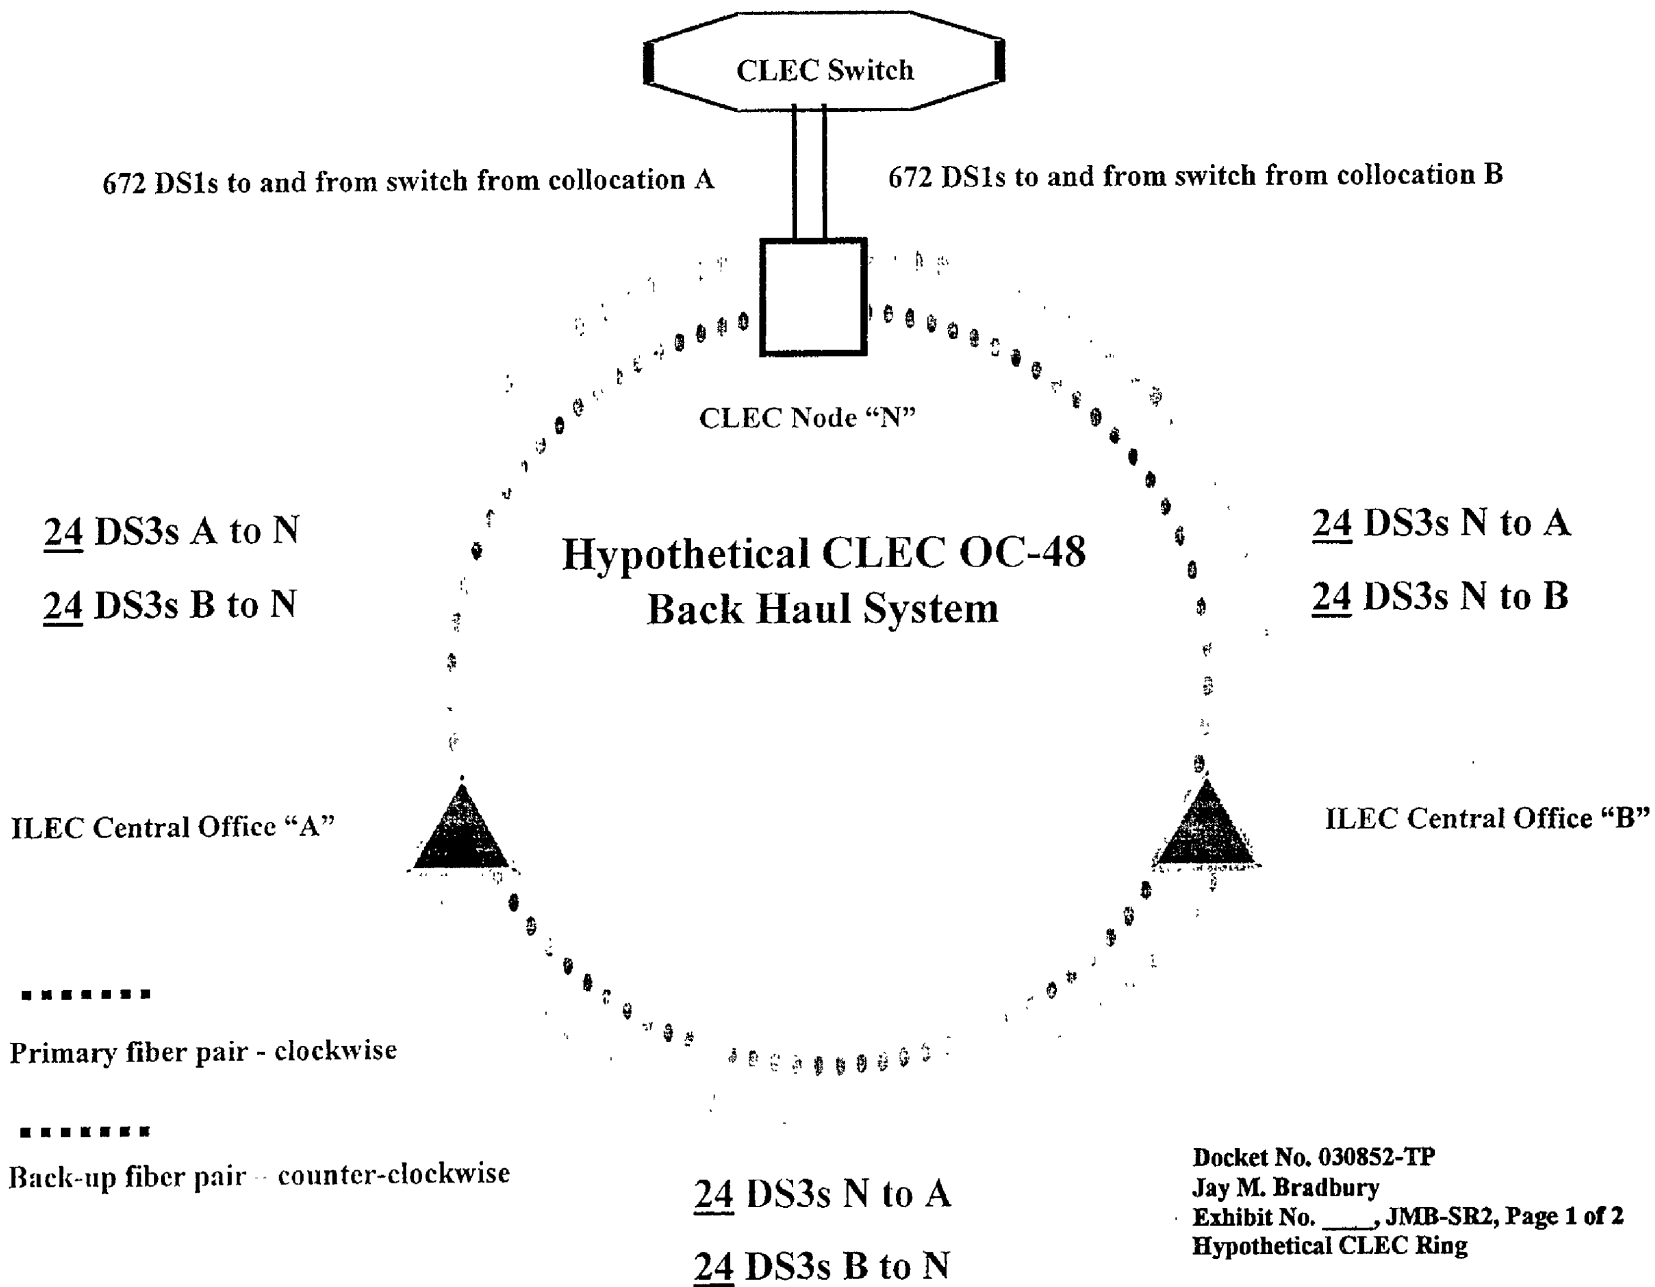 CLEC Switch
672 DS1s to and from switch from collocation A
672 DS1s to and from switch from collocation B
CLEC Node “N”
24 DS3s A to N
24 DS3s B to N
Hypothetical CLEC OC-48
Back Haul System
24 DS3s N to A
24 DS3s N to B
ILEC Central Office “A”
ILEC Central Office “B”
Primary fiber pair - clockwise
Back-up fiber pair - counter-clockwise
24 DS3s N to A
24 DS3s B to N
Docket No. 030852-TP
Jay M. Bradbury
Exhibit No. ____, JMB-SR2, Page 1 of 2
Hypothetical CLEC Ring